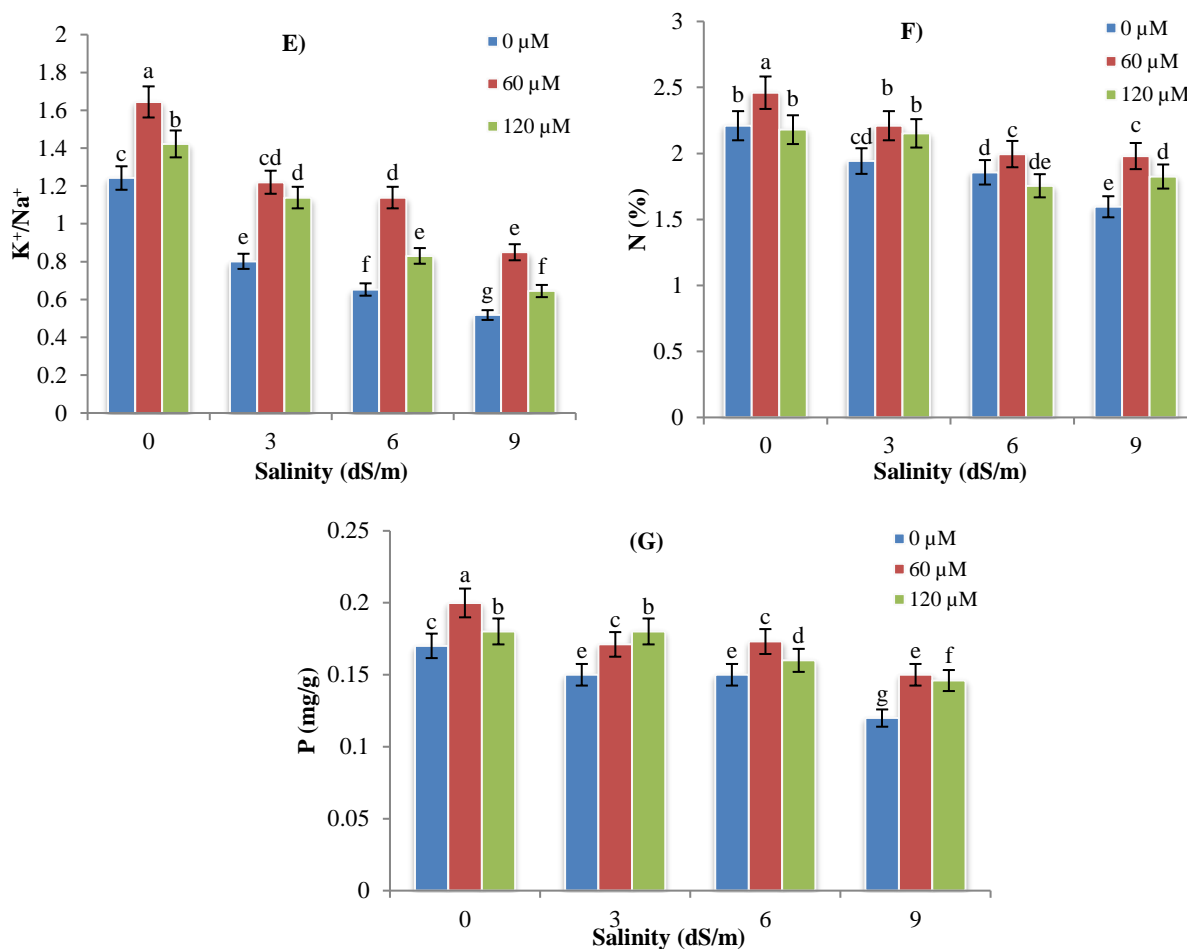 E)
2
1.8
1.6
1.4
1.2
1
0.8
0.6
0.4
0.2
0
K⁺/Na⁺
0 µM
60 µM
120 µM
c
a
b
e
cd
d
f
d
e
g
e
f
0 3 6 9
Salinity (dS/m)
F)
3
2.5
2
1.5
1
0.5
0
N (%)
0 µM
60 µM
120 µM
b
a
b
cd
b
b
d
c
de
e
c
d
0 3 6 9
Salinity (dS/m)
(G)
0.25
0.2
0.15
0.1
0.05
0
P (mg/g)
0 µM
60 µM
120 µM
c
a
b
e
c
b
e
c
d
g
e
f
0 3 6 9
Salinity (dS/m)